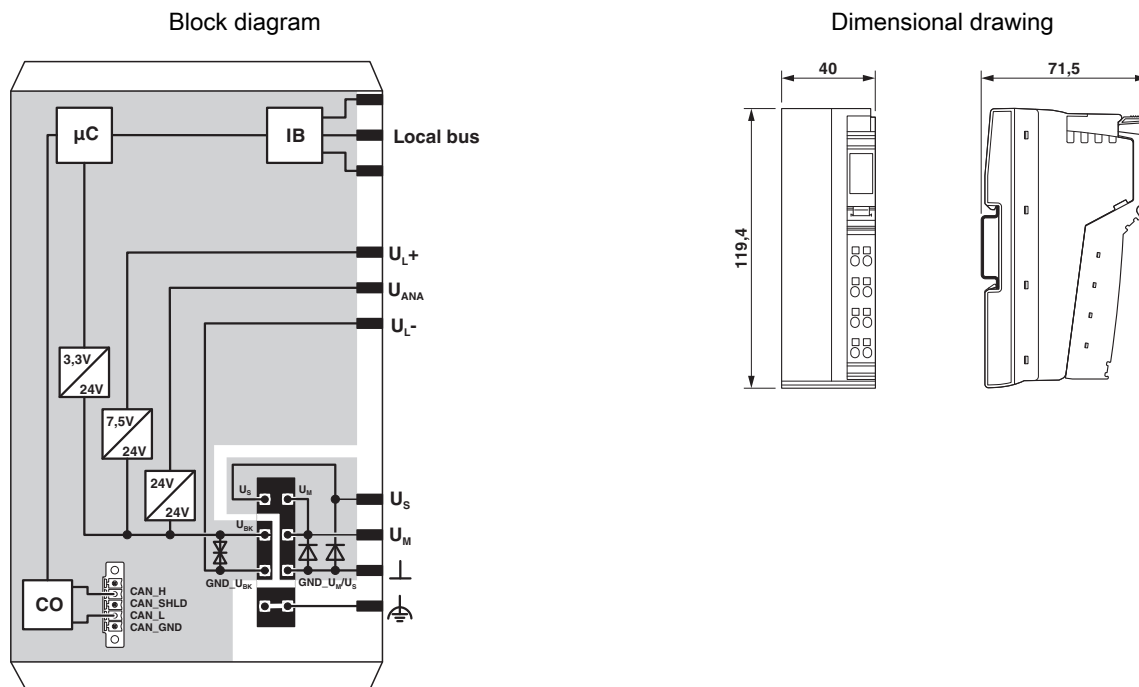 Block diagram
Dimensional drawing
µC
IB
Local bus
U_L+
U_ANA
U_L-
3,3V
24V
7,5V
24V
24V
24V
U_S
U_M
U_S
U_BK
U_M
GND_U_BK
GND_U_M/U_S
CO
CAN_H
CAN_SHLD
CAN_L
CAN_GND
40
71,5
119,4